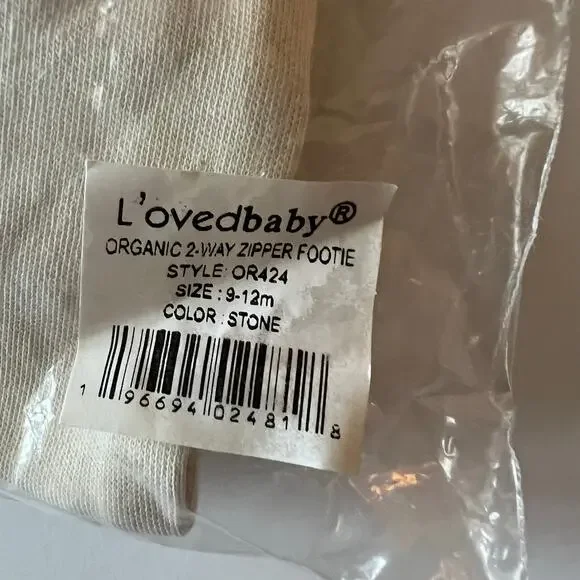 L'ovedbaby®
ORGANIC 2-WAY ZIPPER FOOTIE
STYLE: OR424
SIZE : 9-12m
COLOR : STONE
1 96694 02481 8